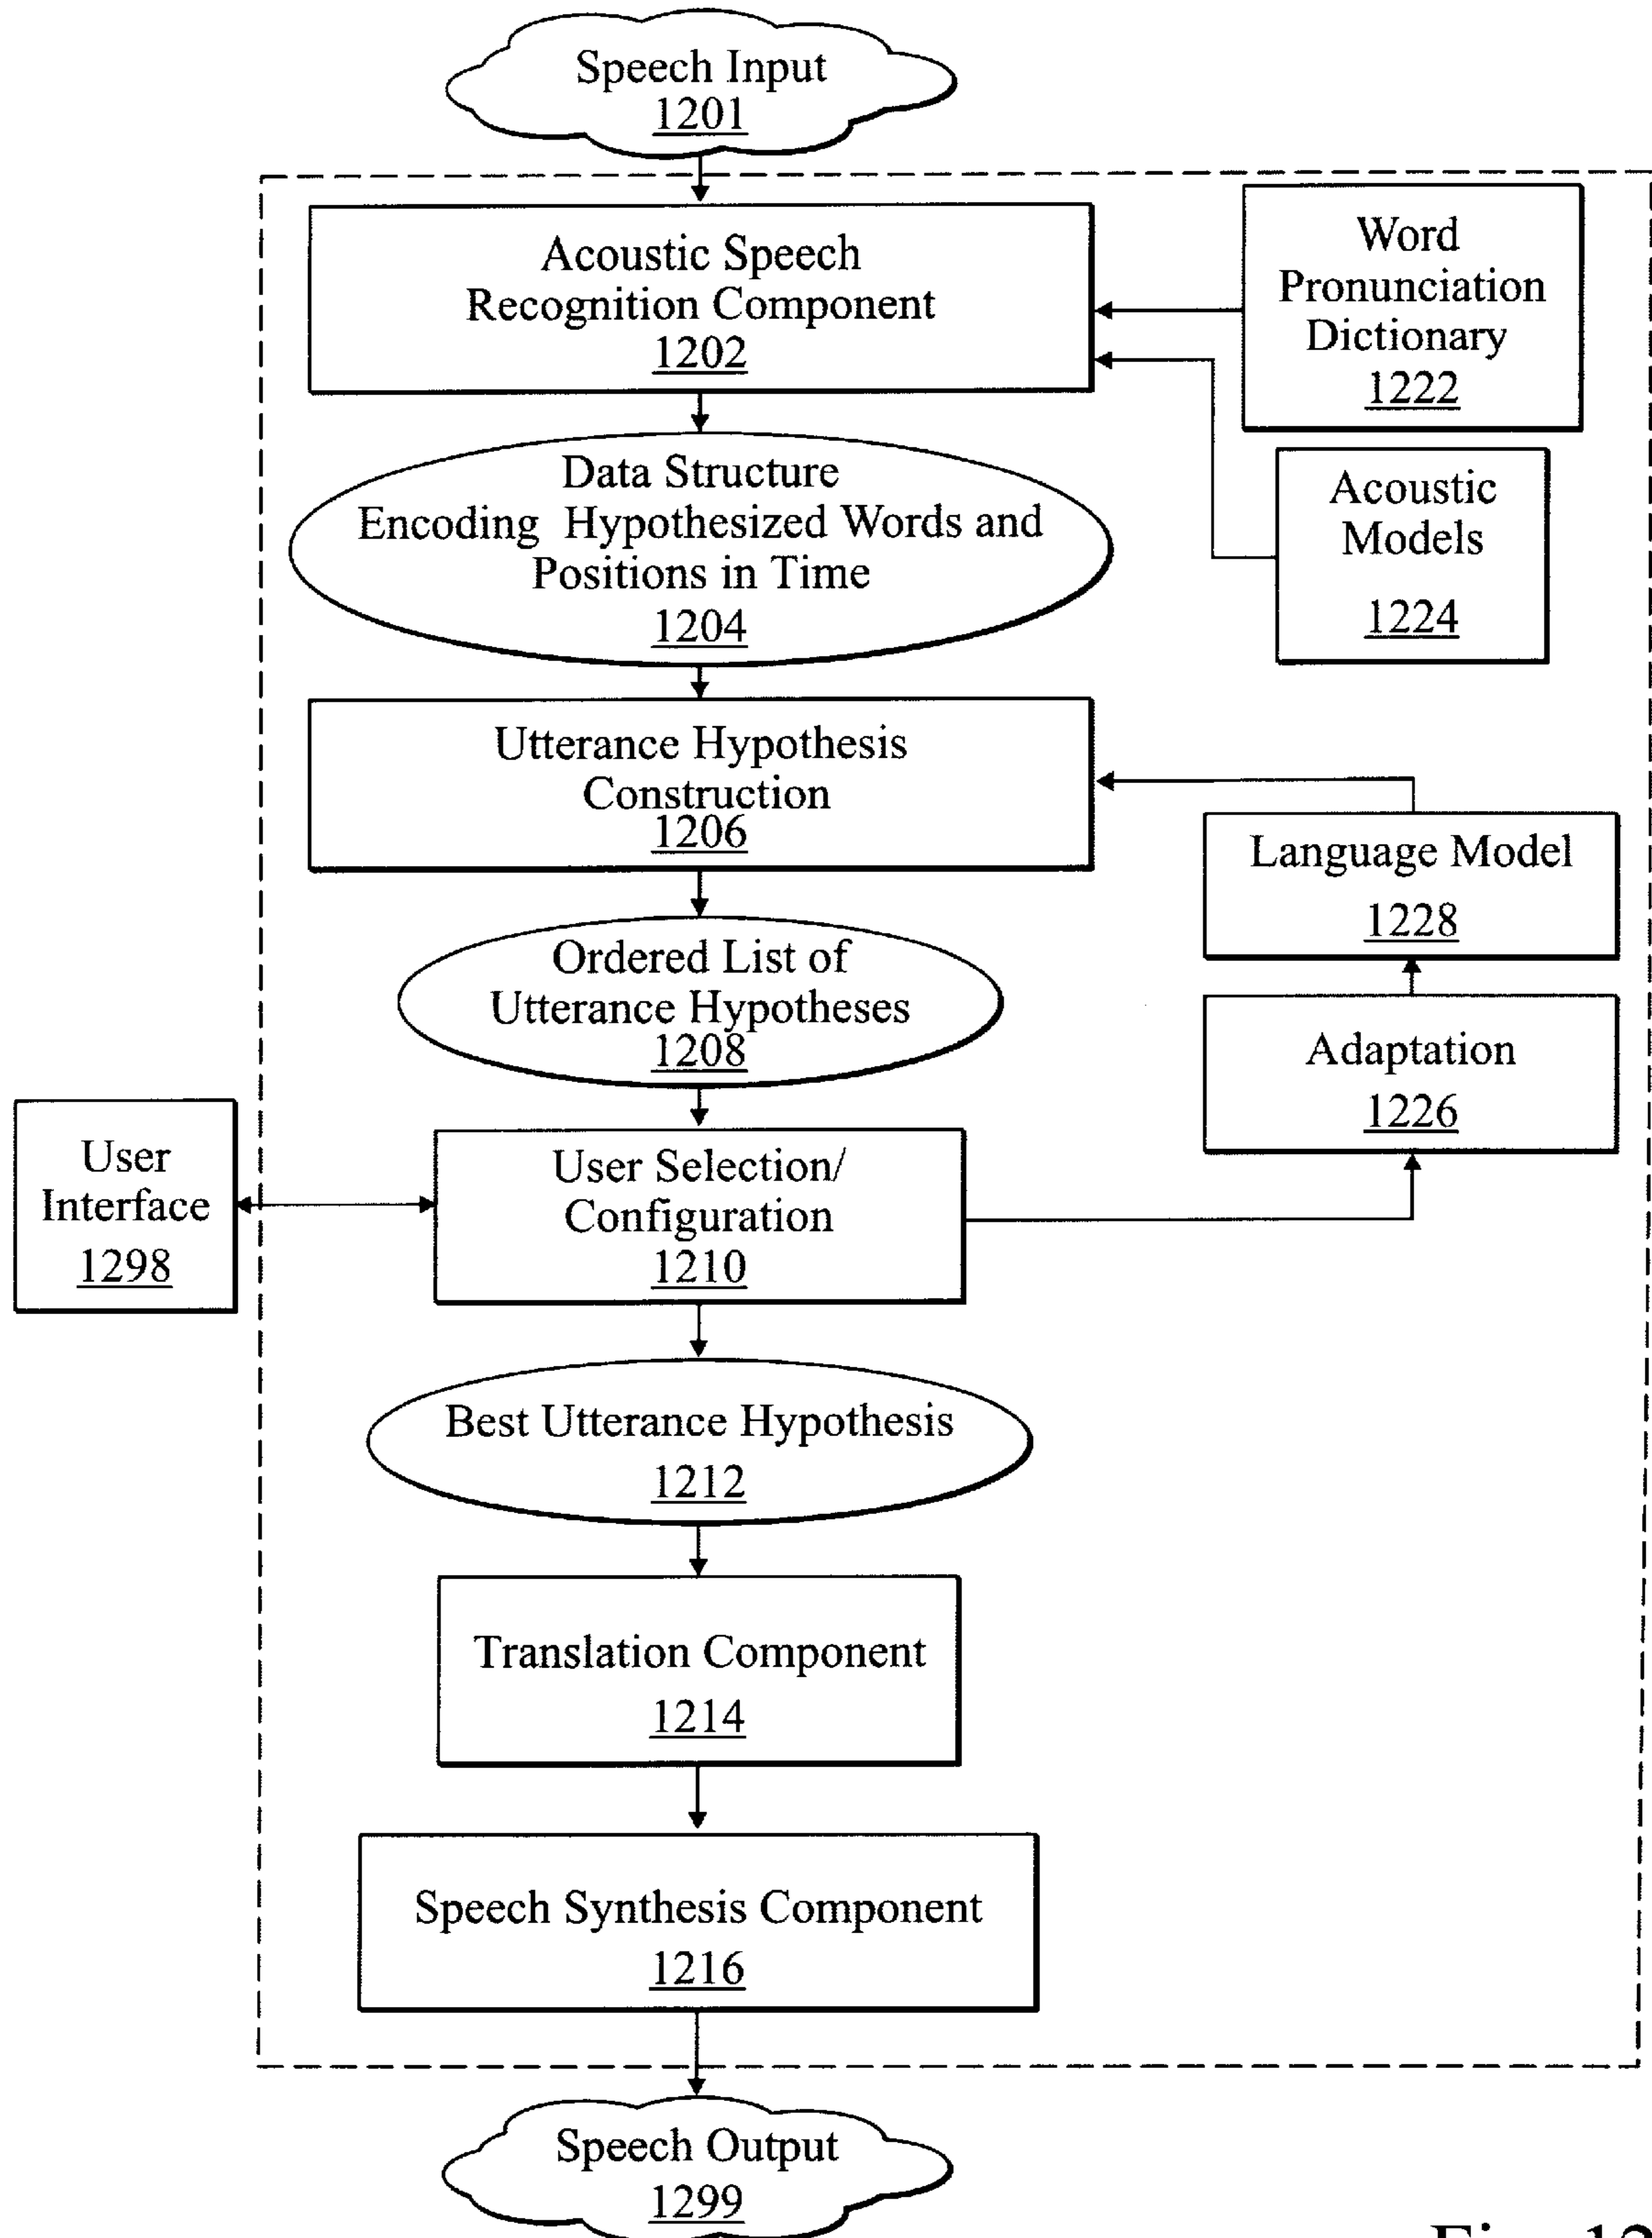 Speech Input
1201
Acoustic Speech
Recognition Component
1202
Word
Pronunciation
Dictionary
1222
Data Structure
Encoding Hypothesized Words and
Positions in Time
1204
Acoustic
Models
1224
Utterance Hypothesis
Construction
1206
Language Model
1228
Ordered List of
Utterance Hypotheses
1208
Adaptation
1226
User
Interface
1298
User Selection/
Configuration
1210
Best Utterance Hypothesis
1212
Translation Component
1214
Speech Synthesis Component
1216
Speech Output
1299